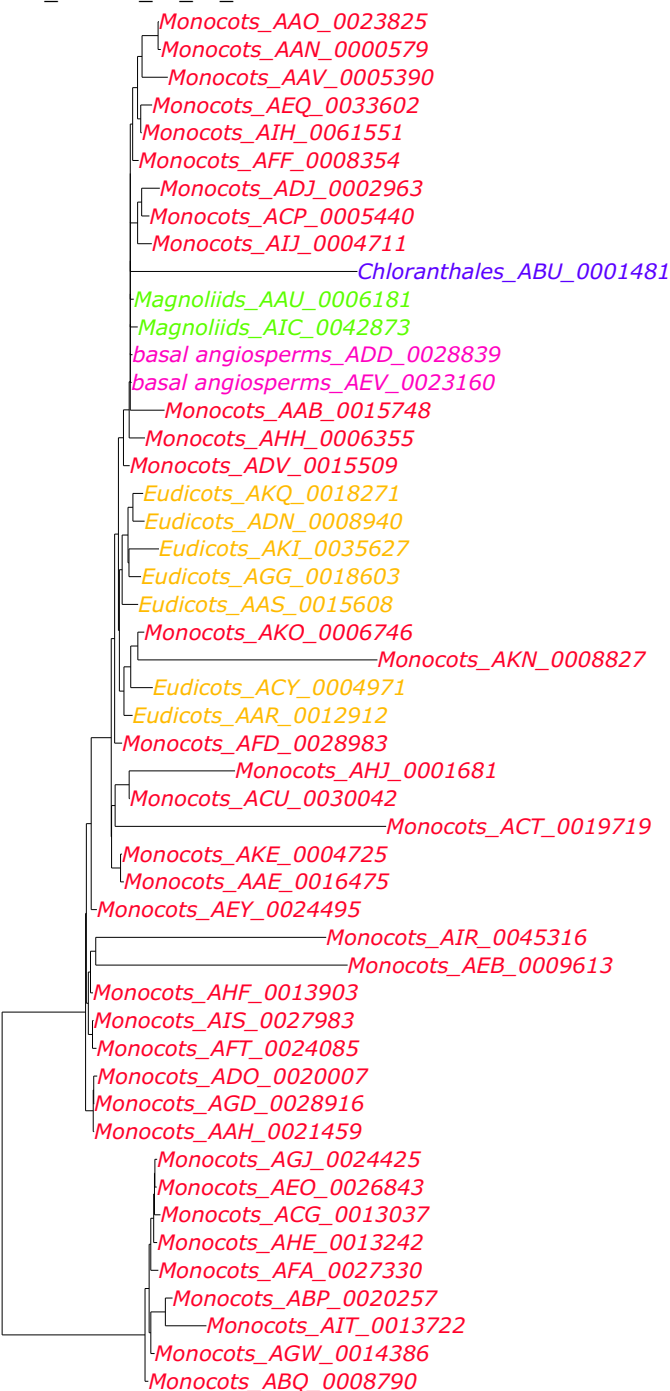 Monocots_AAO_0023825
Monocots_AAN_0000579
Monocots_AAV_0005390
Monocots_AEQ_0033602
Monocots_AIH_0061551
Monocots_AFF_0008354
Monocots_ADJ_0002963
Monocots_ACP_0005440
Monocots_AIJ_0004711
Chloranthales_ABU_0001481
Magnoliids_AAU_0006181
Magnoliids_AIC_0042873
basal angiosperms_ADD_0028839
basal angiosperms_AEV_0023160
Monocots_AAB_0015748
Monocots_AHH_0006355
Monocots_ADV_0015509
Eudicots_AKQ_0018271
Eudicots_ADN_0008940
Eudicots_AKI_0035627
Eudicots_AGG_0018603
Eudicots_AAS_0015608
Monocots_AKO_0006746
Monocots_AKN_0008827
Eudicots_ACY_0004971
Eudicots_AAR_0012912
Monocots_AFD_0028983
Monocots_AHJ_0001681
Monocots_ACU_0030042
Monocots_ACT_0019719
Monocots_AKE_0004725
Monocots_AAE_0016475
Monocots_AEY_0024495
Monocots_AIR_0045316
Monocots_AEB_0009613
Monocots_AHF_0013903
Monocots_AIS_0027983
Monocots_AFT_0024085
Monocots_ADO_0020007
Monocots_AGD_0028916
Monocots_AAH_0021459
Monocots_AGJ_0024425
Monocots_AEO_0026843
Monocots_ACG_0013037
Monocots_AHE_0013242
Monocots_AFA_0027330
Monocots_ABP_0020257
Monocots_AIT_0013722
Monocots_AGW_0014386
Monocots_ABQ_0008790